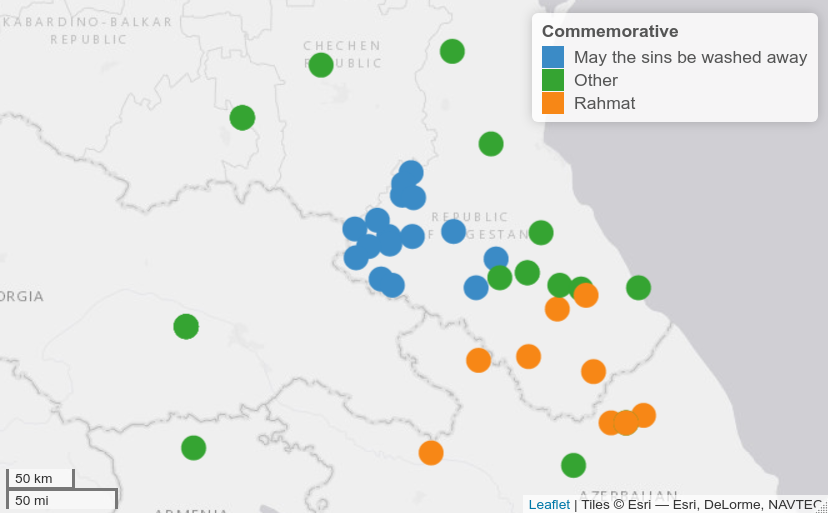 KABARDINO-BALKAR
REPUBLIC
CHECHEN
REPUBLIC
Commemorative
May the sins be washed away
Other
Rahmat
REPUBLIC
OF DAGESTAN
ORGIA
50 km
50 mi
ARMENIA
AZERBAIJAN
Leaflet | Tiles © Esri — Esri, DeLorme, NAVTEQ